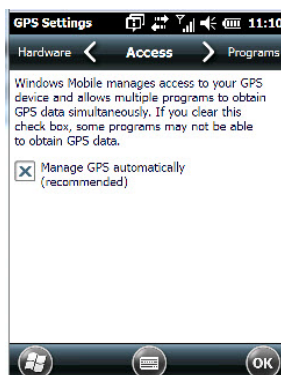 GPS Settings 11:10
Hardware Access Programs
Windows Mobile manages access to your GPS
device and allows multiple programs to obtain
GPS data simultaneously. If you clear this
check box, some programs may not be able
to obtain GPS data.
Manage GPS automatically
(recommended)
OK